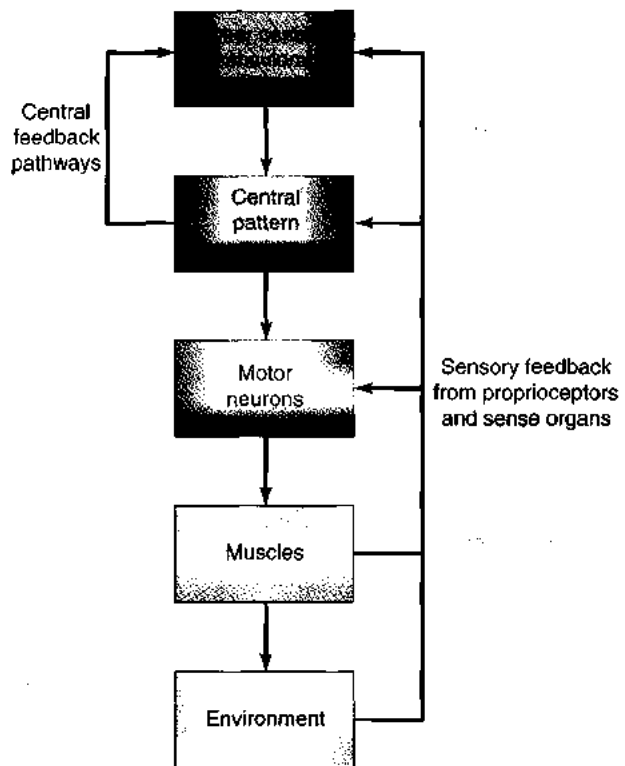 Central
feedback
pathways
Central
pattern
Motor
neurons
Sensory feedback
from proprioceptors
and sense organs
Muscles
Environment